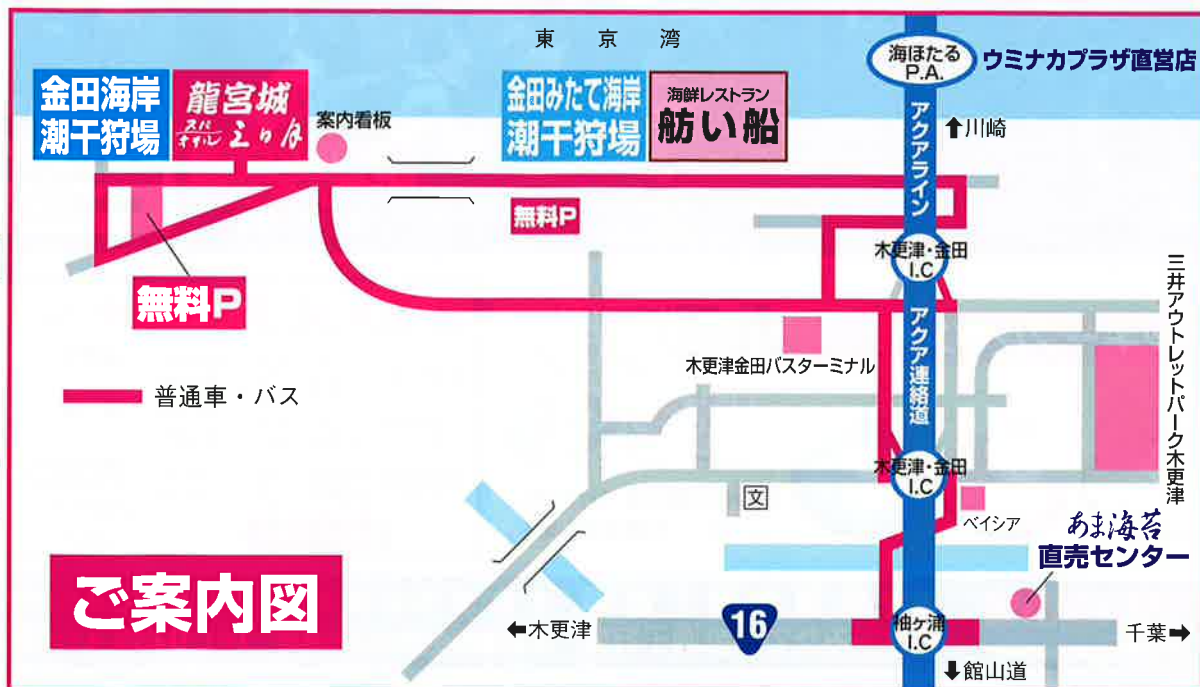 東京湾
海ほたる
P.A.
ウミナカプラザ直営店
金田海岸
潮干狩場
龍宮城
スパ
ホテル 三日月
案内看板
金田みたて海岸
潮干狩場
海鮮レストラン
舫い船
↑川崎
アクアライン
無料P
木更津・金田
I.C
無料P
三井アウトレットパーク木更津
アクア連絡道
木更津金田バスターミナル
普通車・バス
木更津・金田
I.C
文
ベイシア
あま海苔
直売センター
ご案内図
←木更津
16
袖ヶ浦
I.C
千葉→
↓館山道